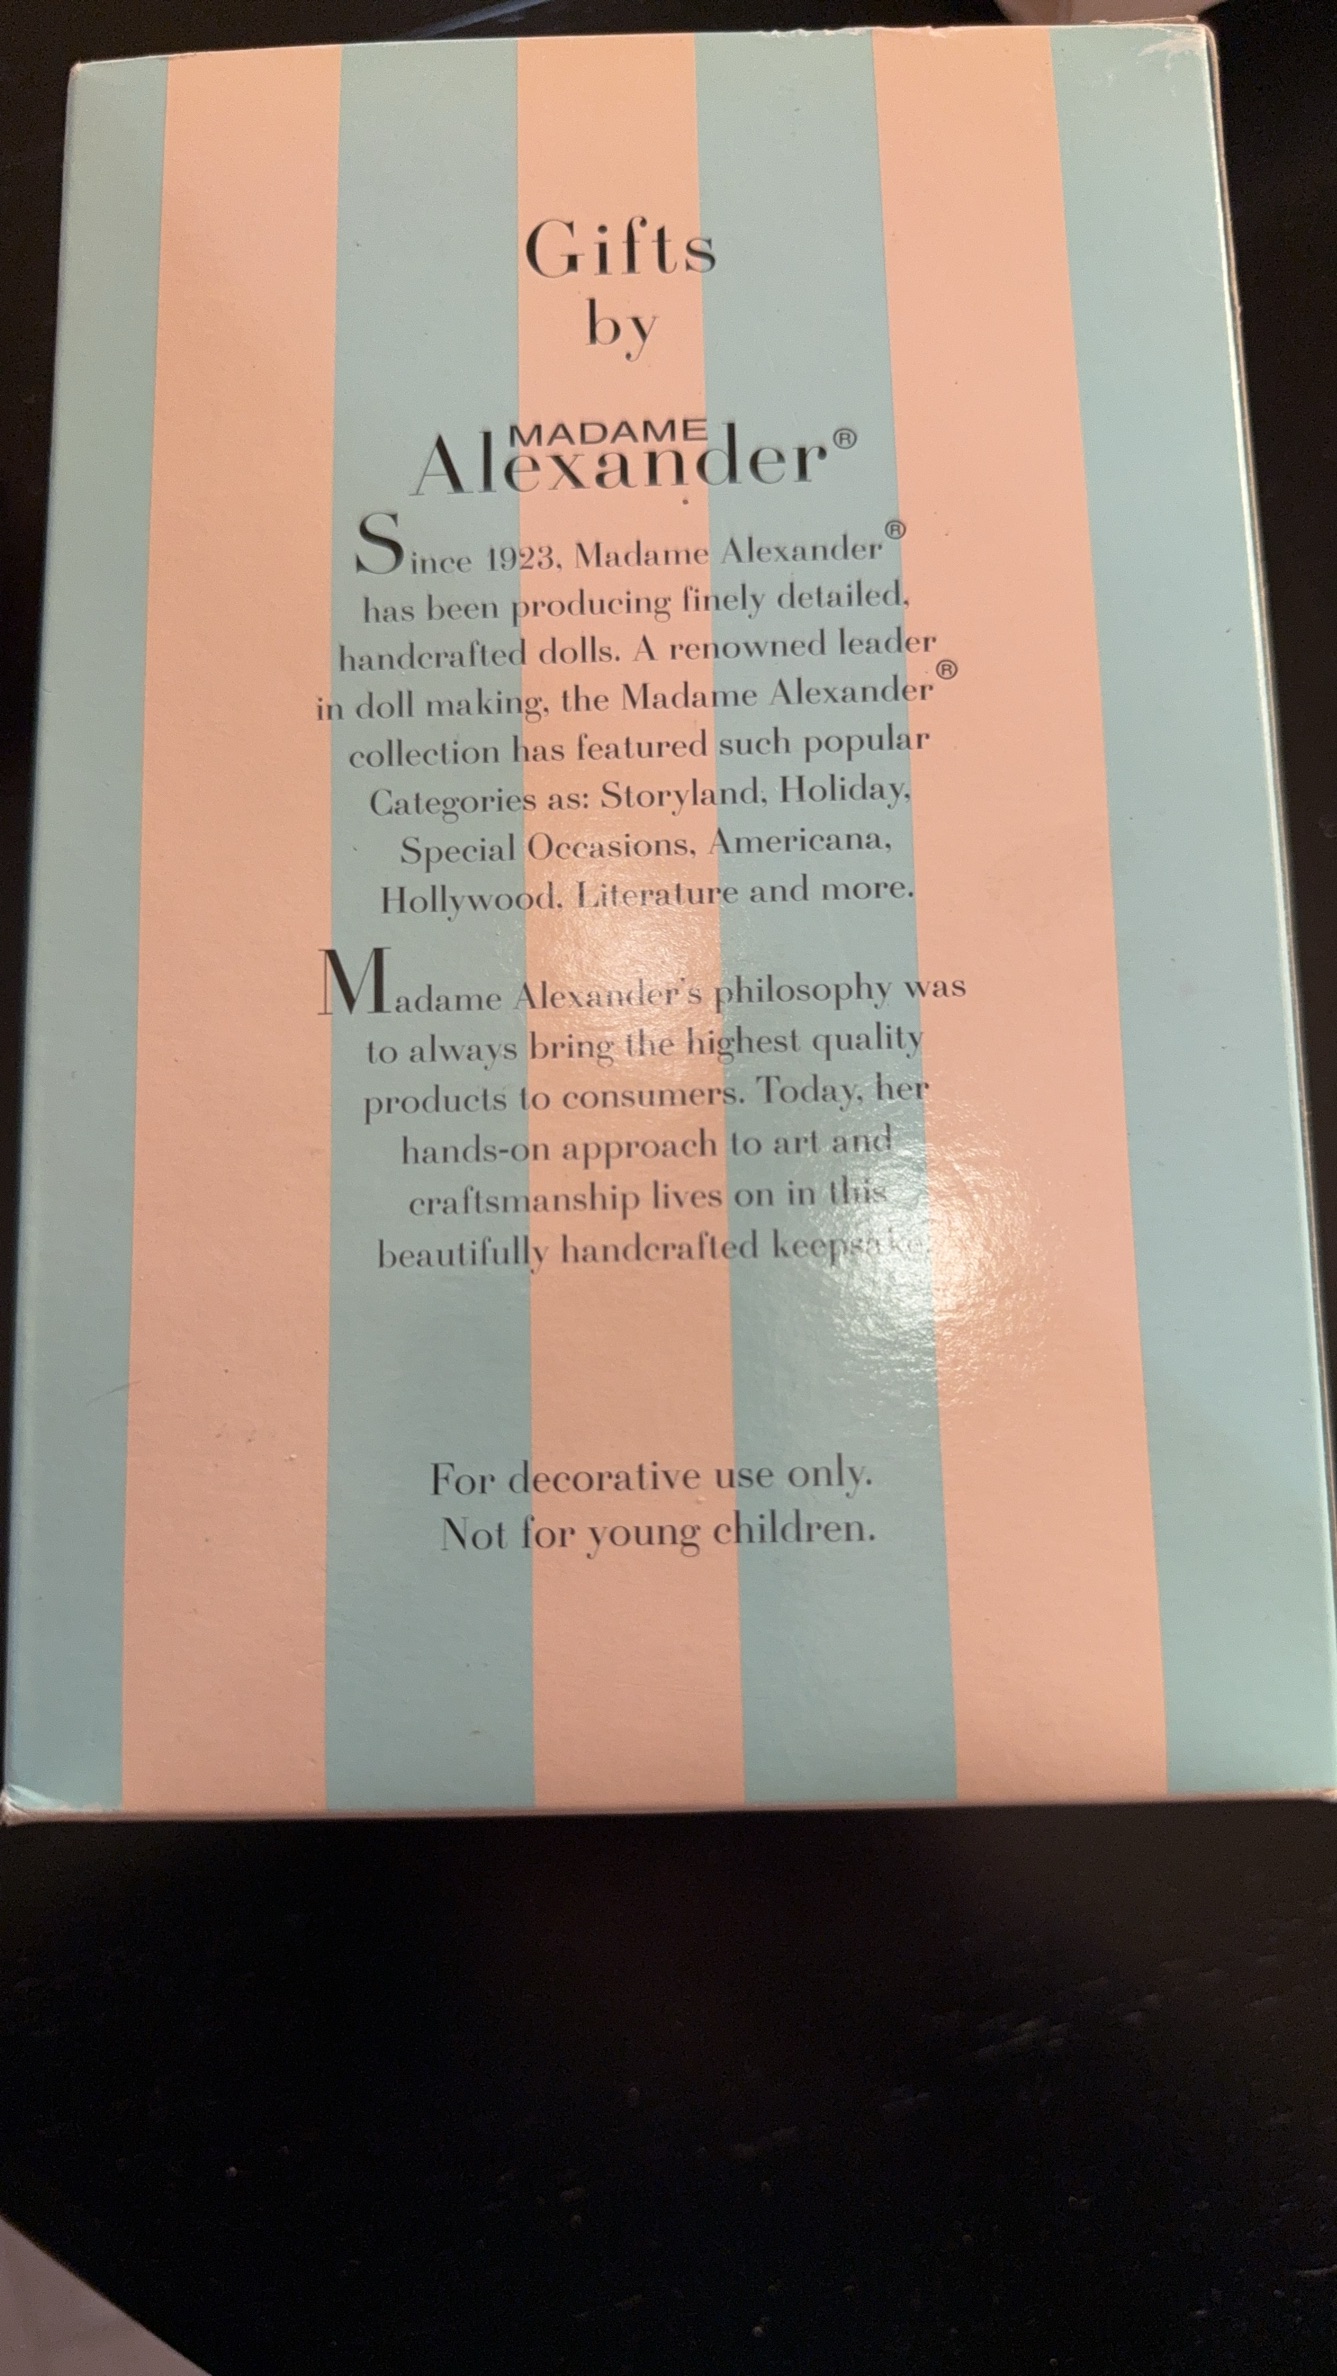 Gifts
by
MADAME
Alexander®
Since 1923, Madame Alexander®
has been producing finely detailed,
handcrafted dolls. A renowned leader
in doll making, the Madame Alexander®
collection has featured such popular
Categories as: Storyland, Holiday,
Special Occasions, Americana,
Hollywood, Literature and more.
Madame Alexander's philosophy was
to always bring the highest quality
products to consumers. Today, her
hands-on approach to art and
craftsmanship lives on in this
beautifully handcrafted keepsake.
For decorative use only.
Not for young children.